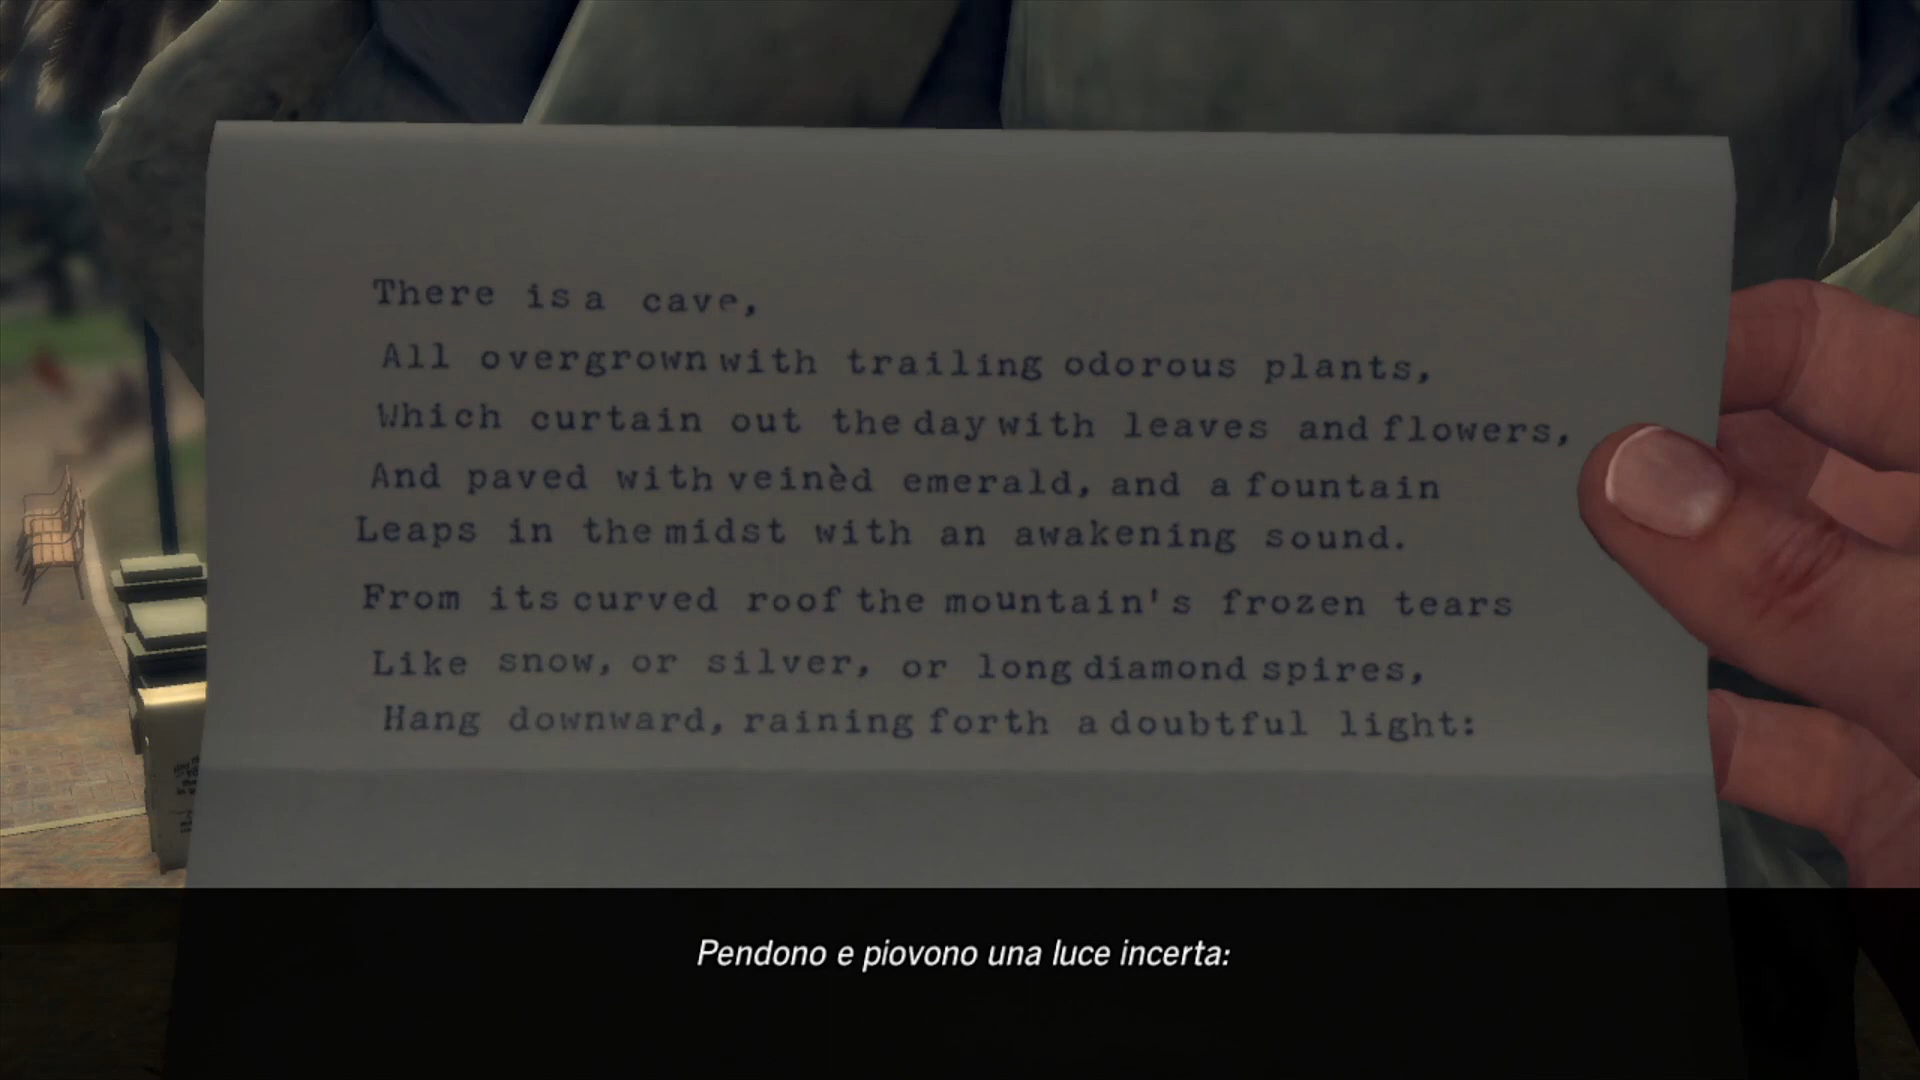 There is a cave,
All overgrown with trailing odorous plants,
Which curtain out the day with leaves and flowers,
And paved with veinèd emerald, and a fountain
Leaps in the midst with an awakening sound.
From its curved roof the mountain's frozen tears
Like snow, or silver, or long diamond spires,
Hang downward, raining forth a doubtful light:
Pendono e piovono una luce incerta: